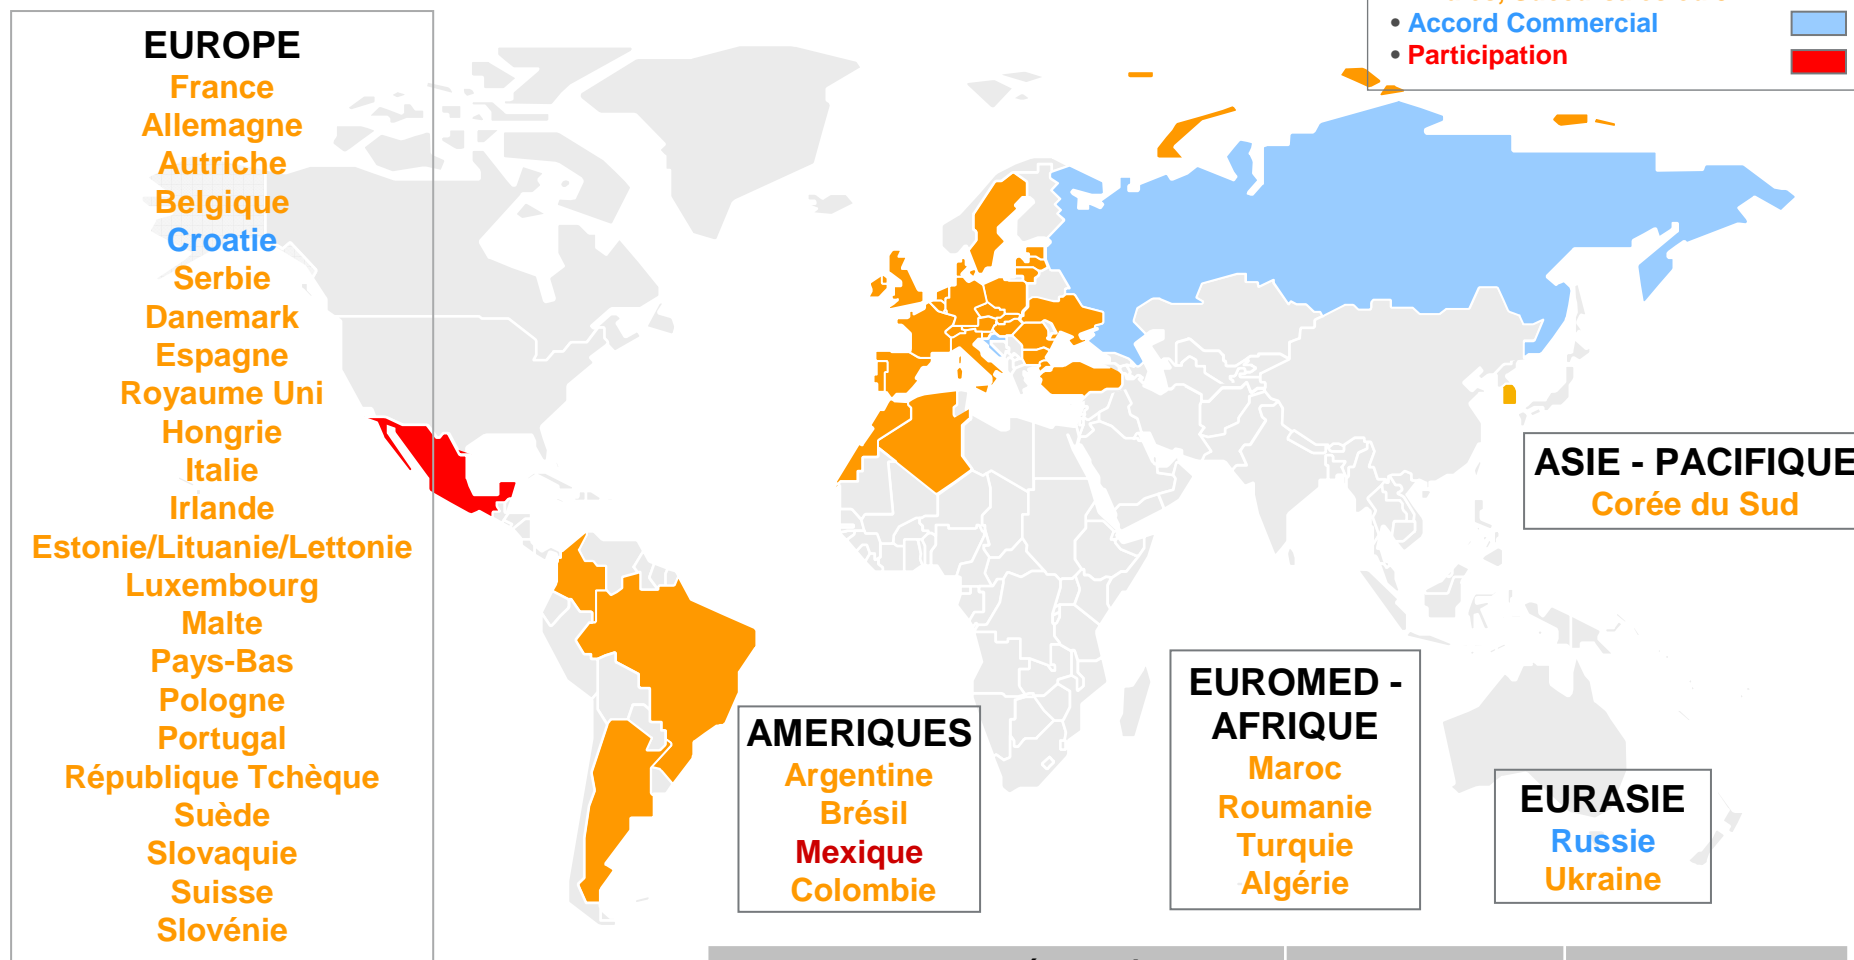 • Accord Commercial
• Participation
EUROPE
France
Allemagne
Autriche
Belgique
Croatie
Serbie
Danemark
Espagne
Royaume Uni
Hongrie
Italie
Irlande
Estonie/Lituanie/Lettonie
Luxembourg
Malte
Pays-Bas
Pologne
Portugal
République Tchèque
Suède
Slovaquie
Suisse
Slovénie
AMERIQUES
Argentine
Brésil
Mexique
Colombie
EUROMED -
AFRIQUE
Maroc
Roumanie
Turquie
Algérie
EURASIE
Russie
Ukraine
ASIE - PACIFIQUE
Corée du Sud